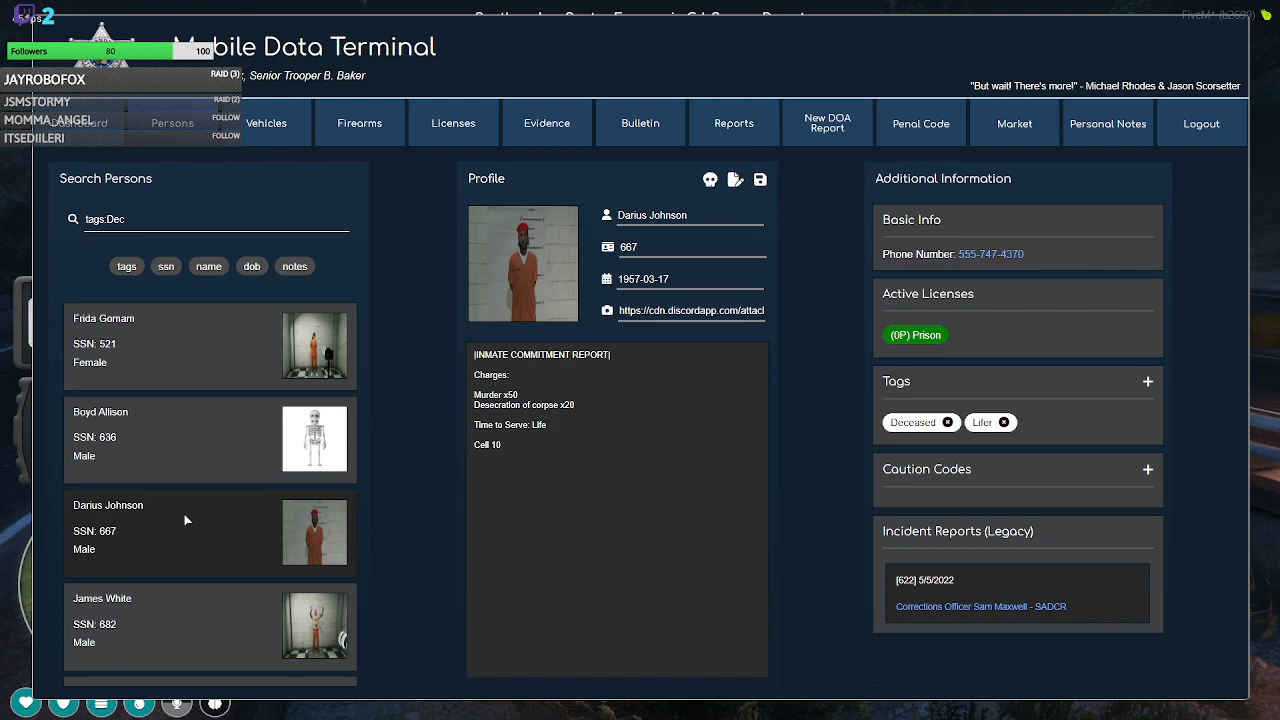 2
FiveM* (b2699)
Followers 80 100
Mobile Data Terminal
JAYROBOFOX RAID (3)
Senior Trooper B. Baker
"But wait! There's more!" - Michael Rhodes & Jason Scorsetter
JSMSTORMY RAID (2)
MOMMA_ANGEL FOLLOW
ITSEDIILERI FOLLOW
Dashboard
Persons
Vehicles
Firearms
Licenses
Evidence
Bulletin
Reports
New DOA
Report
Penal Code
Market
Personal Notes
Logout
Search Persons
tags:Dec
tags
ssn
name
dob
notes
Frida Gomam
SSN: 521
Female
Boyd Allison
SSN: 636
Male
Darius Johnson
SSN: 667
Male
James White
SSN: 682
Male
Profile
Darius Johnson
667
1957-03-17
https://cdn.discordapp.com/attacl
|INMATE COMMITMENT REPORT|
Charges:
Murder x50
Desecration of corpse x20
Time to Serve: Life
Cell 10
Additional Information
Basic Info
Phone Number: 555-747-4370
Active Licenses
(0P) Prison
Tags
Deceased
Lifer
Caution Codes
Incident Reports (Legacy)
[622] 5/5/2022
Corrections Officer Sam Maxwell - SADCR